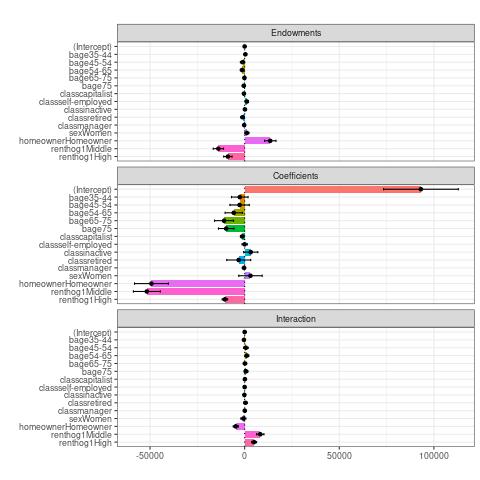 Endowments
(Intercept)
bage35-44
bage45-54
bage54-65
bage65-75
bage75
classcapitalist
classself-employed
classinactive
classretired
classmanager
sexWomen
homeownerHomeowner
renthog1Middle
renthog1High
Coefficients
(Intercept)
bage35-44
bage45-54
bage54-65
bage65-75
bage75
classcapitalist
classself-employed
classinactive
classretired
classmanager
sexWomen
homeownerHomeowner
renthog1Middle
renthog1High
Interaction
(Intercept)
bage35-44
bage45-54
bage54-65
bage65-75
bage75
classcapitalist
classself-employed
classinactive
classretired
classmanager
sexWomen
homeownerHomeowner
renthog1Middle
renthog1High
-50000 0 50000 100000